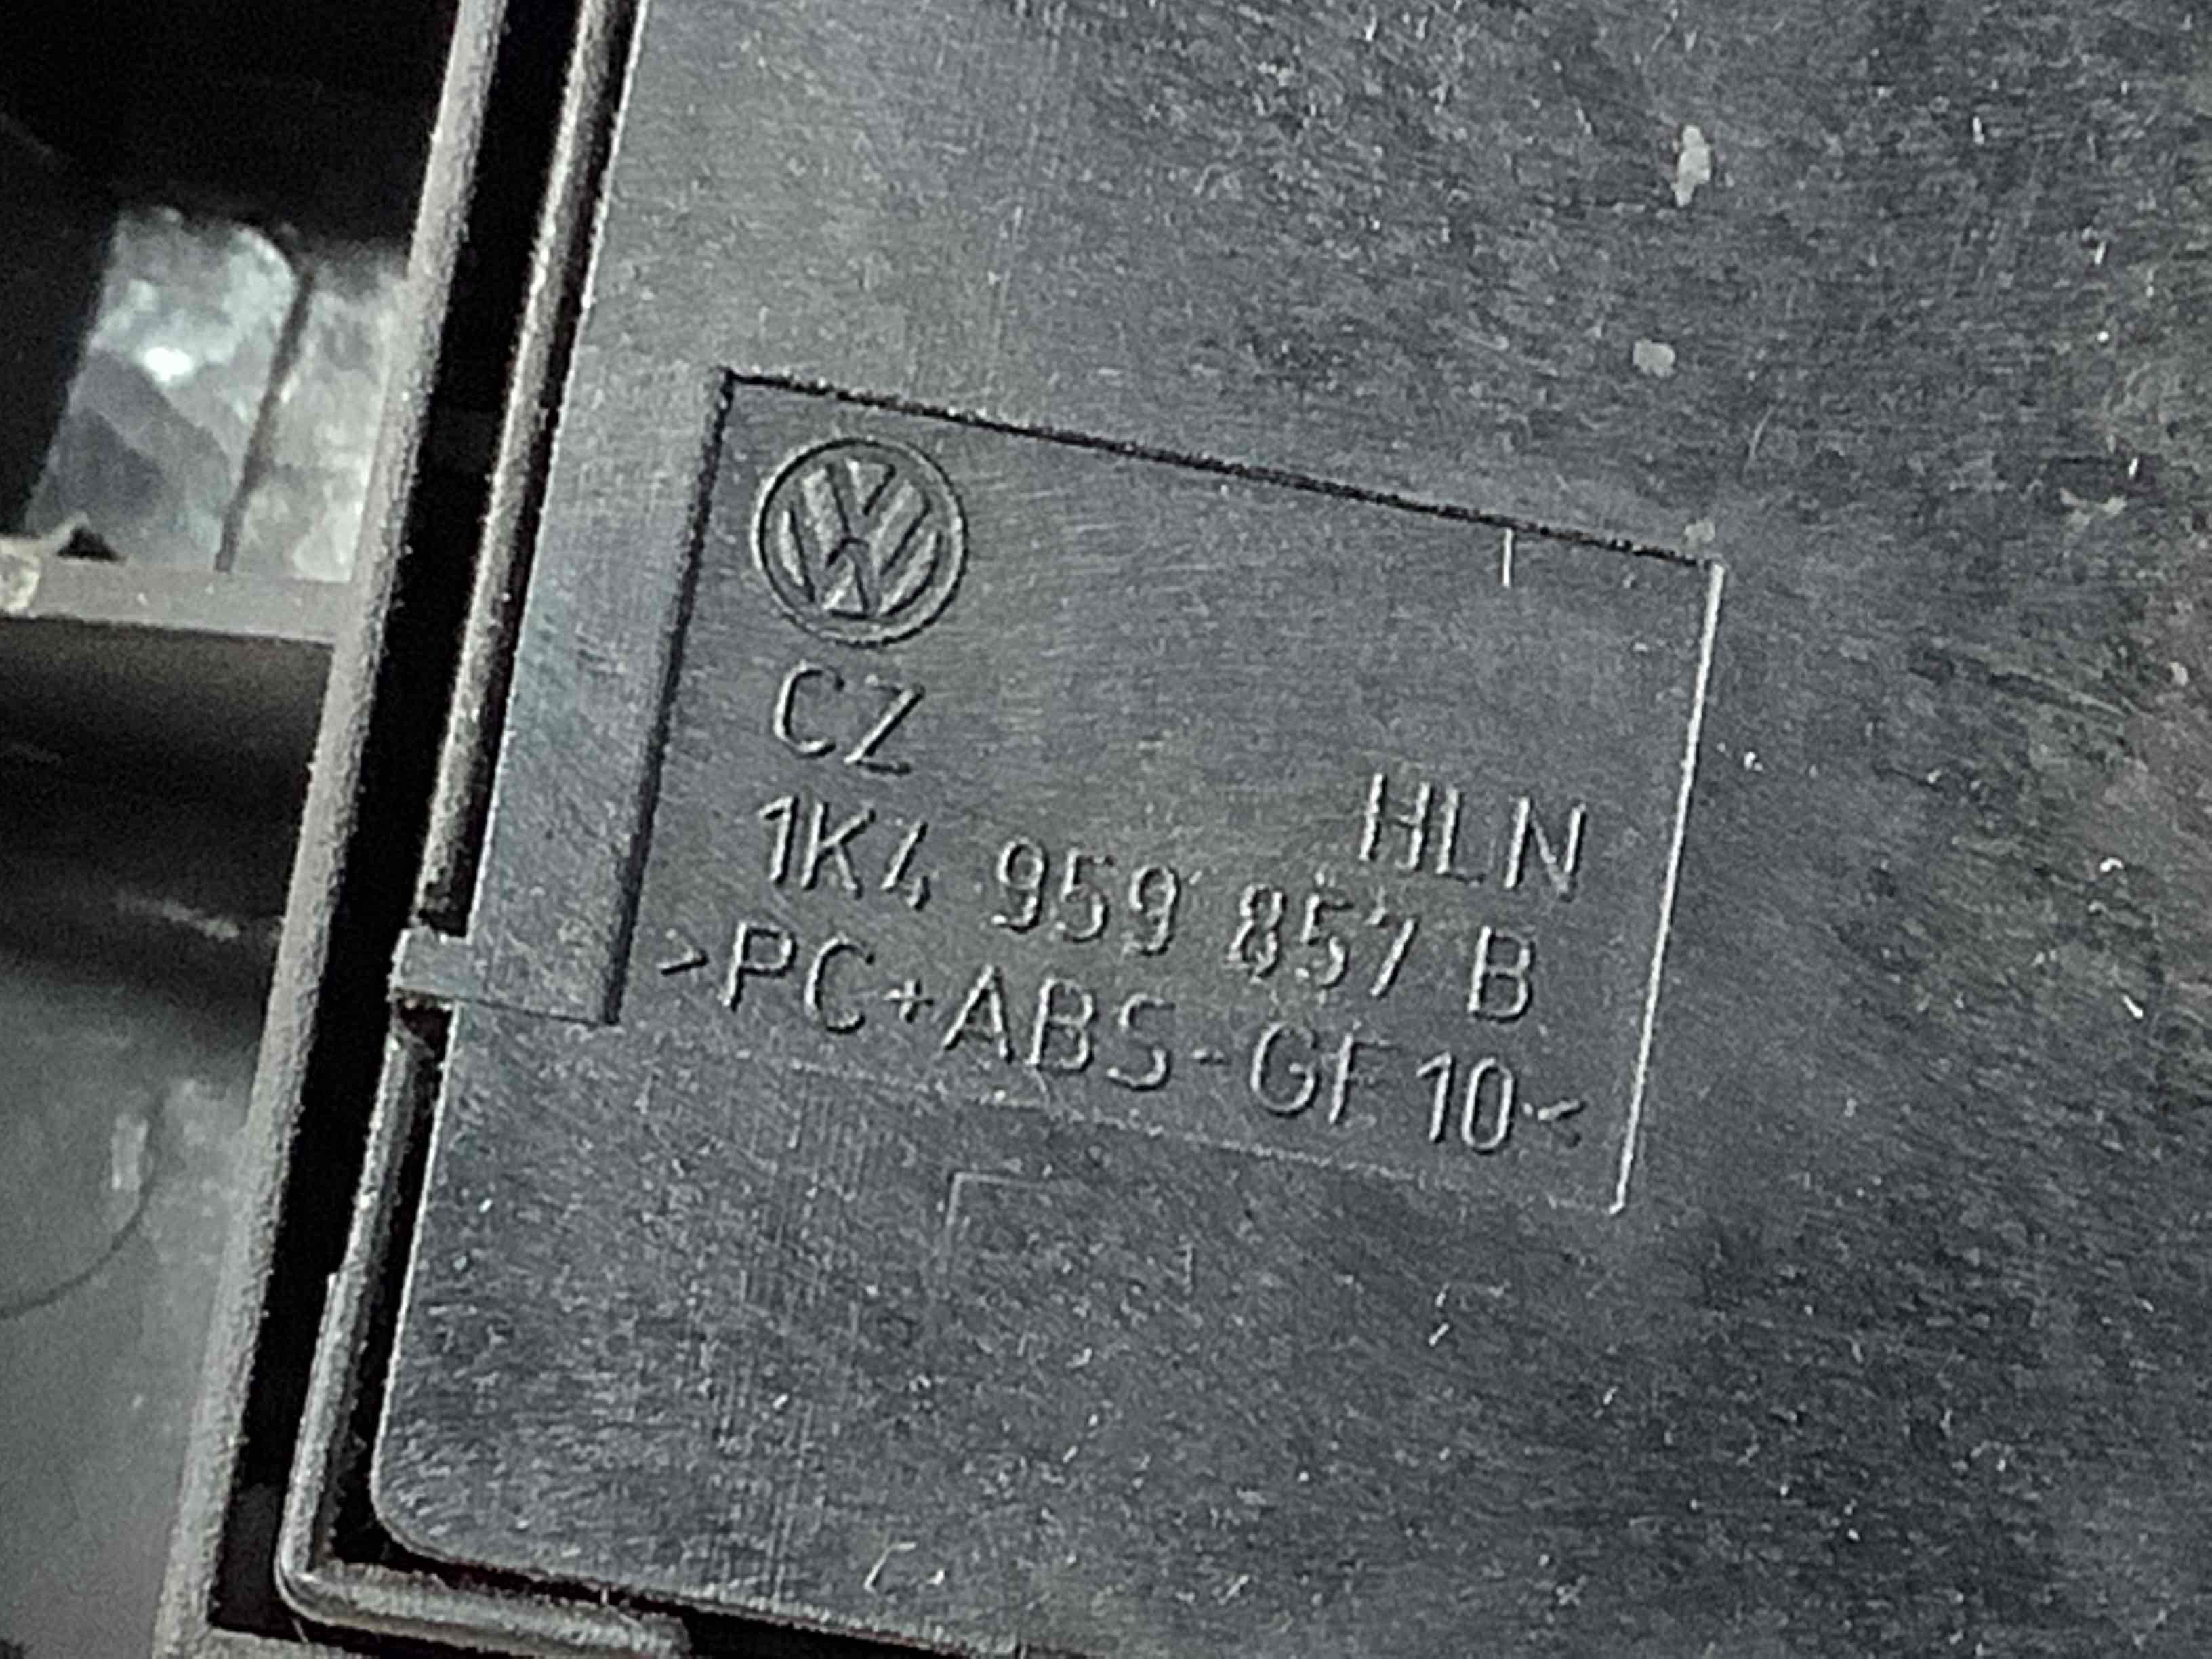 CZ
HLN
1K4 959 857 B
>PC+ABS-GF10<